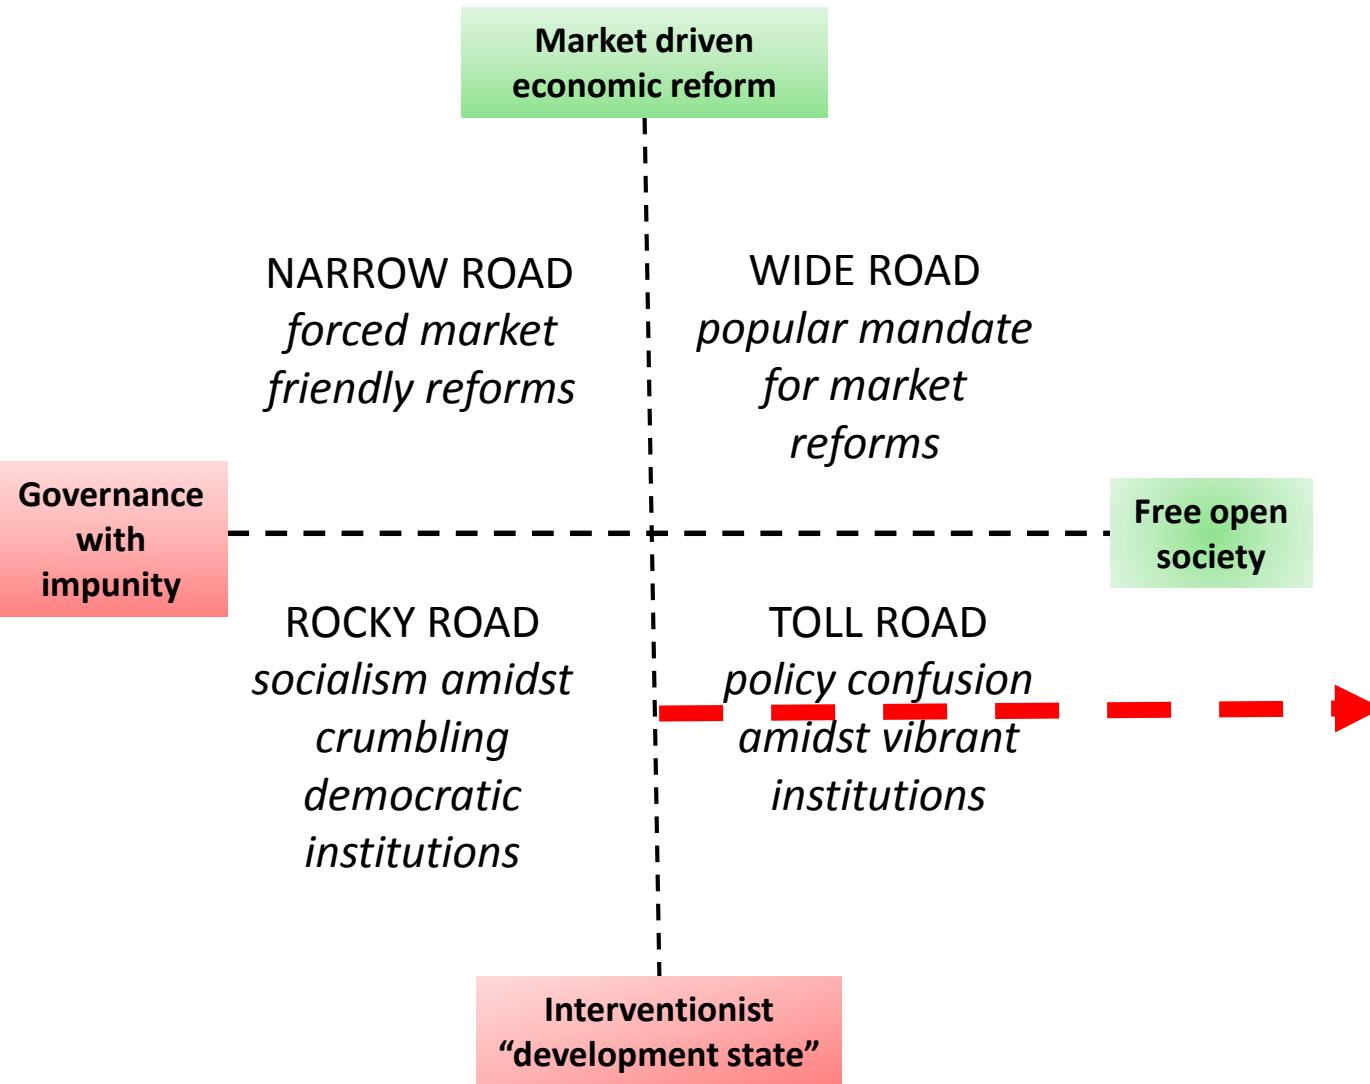 Market driven
economic reform
NARROW ROAD
forced market
friendly reforms
WIDE ROAD
popular mandate
for market
reforms
Governance
with
impunity
Free open
society
ROCKY ROAD
socialism amidst
crumbling
democratic
institutions
TOLL ROAD
policy confusion
amidst vibrant
institutions
Interventionist
“development state”